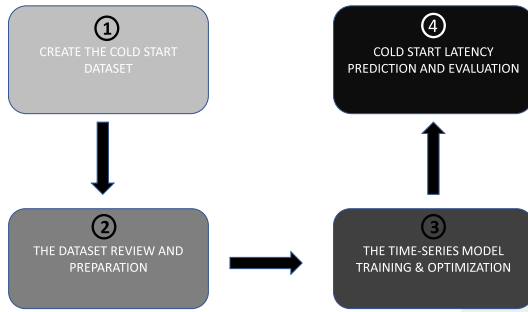 ①
CREATE THE COLD START
DATASET
②
THE DATASET REVIEW AND
PREPARATION
③
THE TIME-SERIES MODEL
TRAINING & OPTIMIZATION
④
COLD START LATENCY
PREDICTION AND EVALUATION